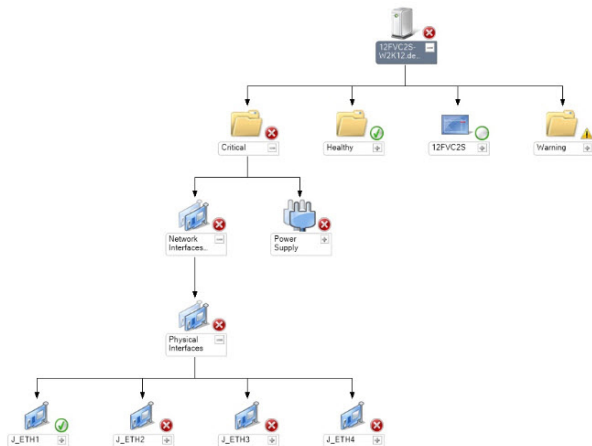 12FVC2S-
W2K12.de..
Critical
Healthy
12FVC2S
Warning
Network
Interfaces..
Power
Supply
Physical
Interfaces
J_ETH1
J_ETH2
J_ETH3
J_ETH4